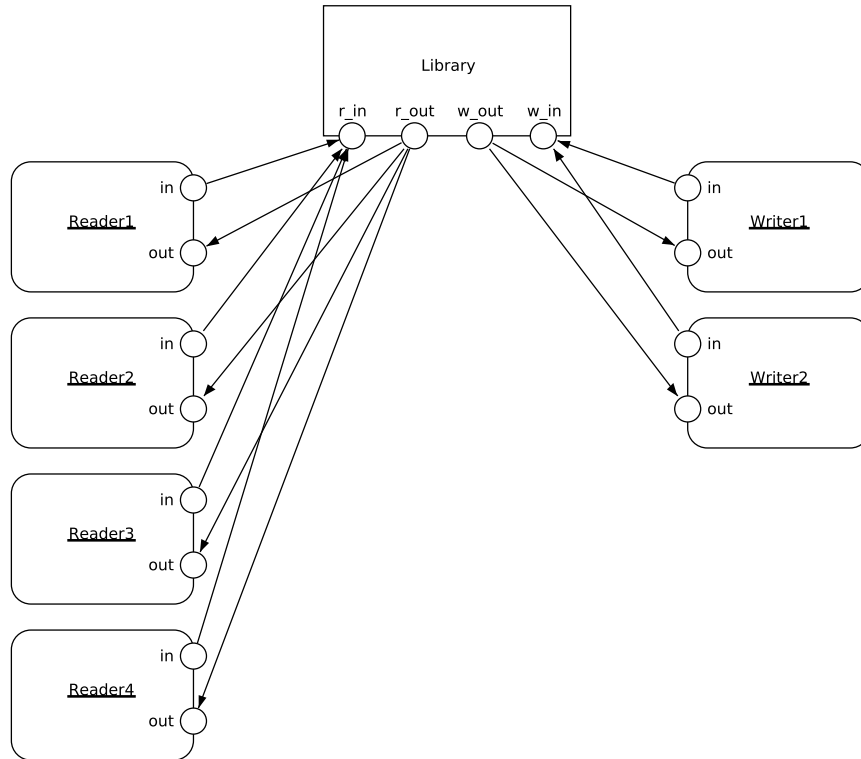 Library
r_in r_out w_out w_in
in
Reader1
out
in
Writer1
out
in
Reader2
out
in
Writer2
out
in
Reader3
out
in
Reader4
out